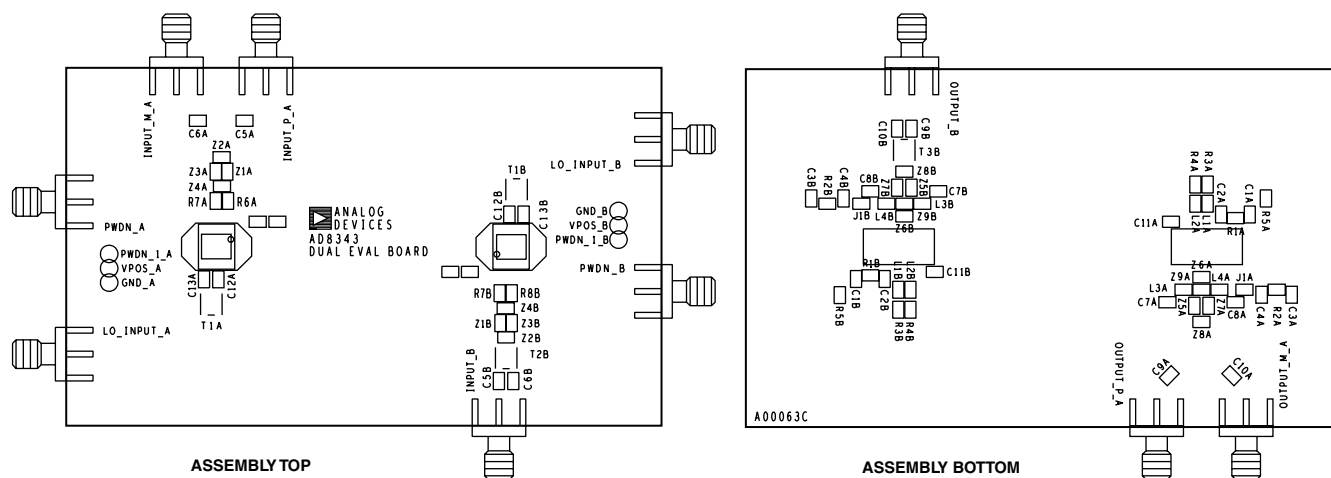 INPUT_M_A
C6A
C5A
INPUT_P_A
Z2A
Z3A
Z1A
Z4A
R7A
R6A
PWDN_A
PWDN_1_A
VPOS_A
GND_A
C13A
C12A
T1A
LO_INPUT_A
ANALOG
DEVICES
AD8343
DUAL EVAL BOARD
T1B
C12B
C13B
LO_INPUT_B
GND_B
VPOS_B
PWDN_1_B
PWDN_B
R7B
R8B
Z4B
Z1B
Z3B
Z2B
T2B
INPUT_B
C5B
C6B
ASSEMBLY TOP
OUTPUT_B
C10B
C9B
T3B
Z8B
C3B
R2B
C4B
C8B
Z7B
Z5B
C7B
J1B
L4B
L3B
Z9B
Z6B
R1B
L1B
L2B
C11B
C1B
C2B
R5B
R3B
R4B
R4A
R3A
C2A
C1A
C11A
L2A
L1A
R1A
R5A
Z6A
Z9A
L4A
J1A
L3A
C7A
Z5A
Z7A
C8A
C4A
R2A
C3A
Z8A
OUTPUT_P_A
C9A
C10A
OUTPUT_M_A
A00063C
ASSEMBLY BOTTOM